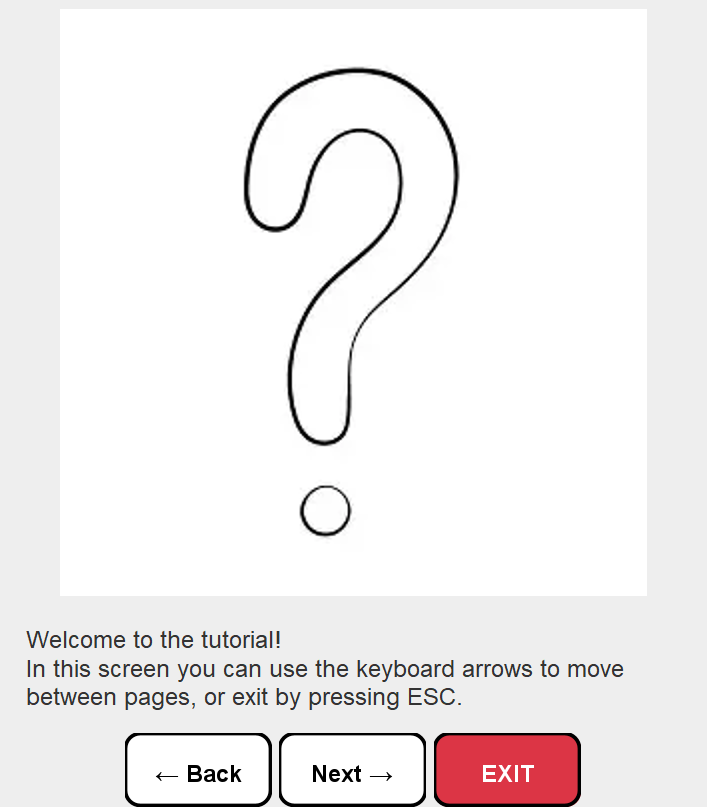 ?
Welcome to the tutorial!
In this screen you can use the keyboard arrows to move
between pages, or exit by pressing ESC.
← Back Next → EXIT